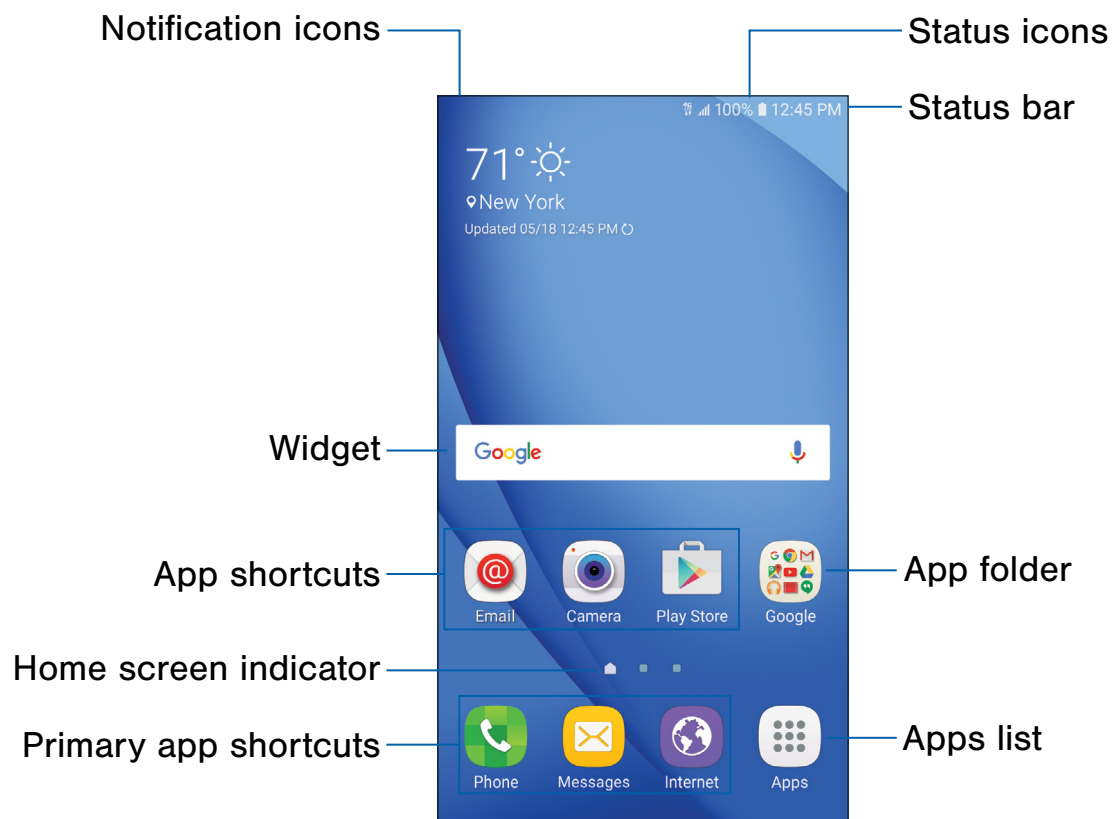 Notification icons
Status icons
100% 12:45 PM
Status bar
71°
New York
Updated 05/18 12:45 PM
Widget
Google
App shortcuts
Email Camera Play Store Google
App folder
Home screen indicator
Primary app shortcuts
Phone Messages Internet Apps
Apps list